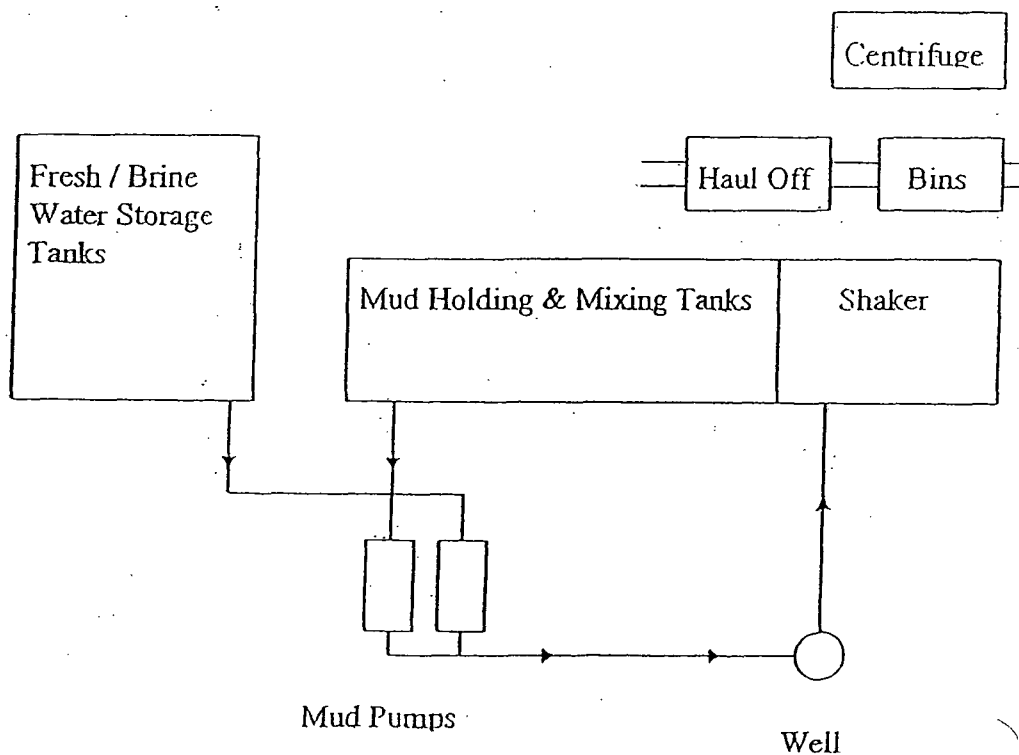 Centrifuge
Fresh / Brine
Water Storage
Tanks
Haul Off
Bins
Mud Holding & Mixing Tanks
Shaker
Mud Pumps
Well